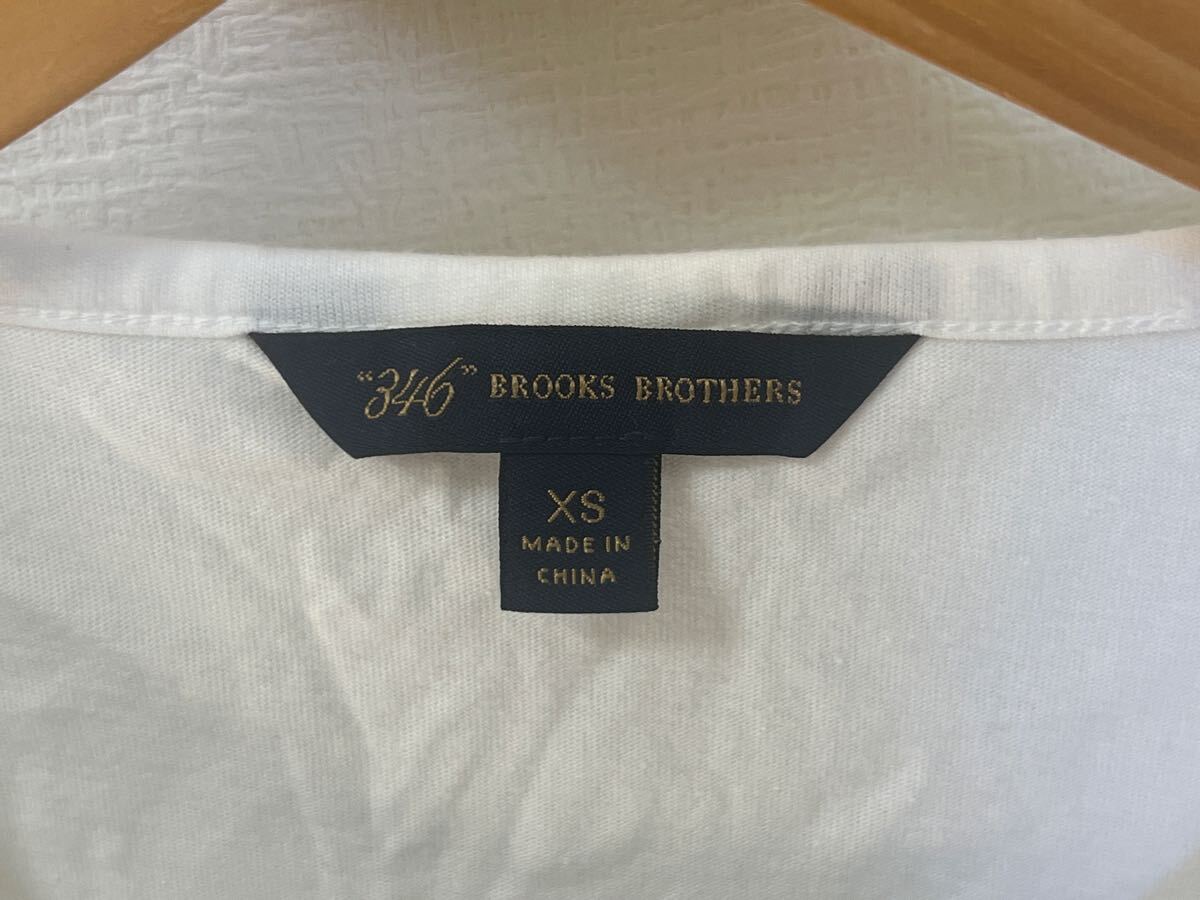 “346” BROOKS BROTHERS
XS
MADE IN
CHINA